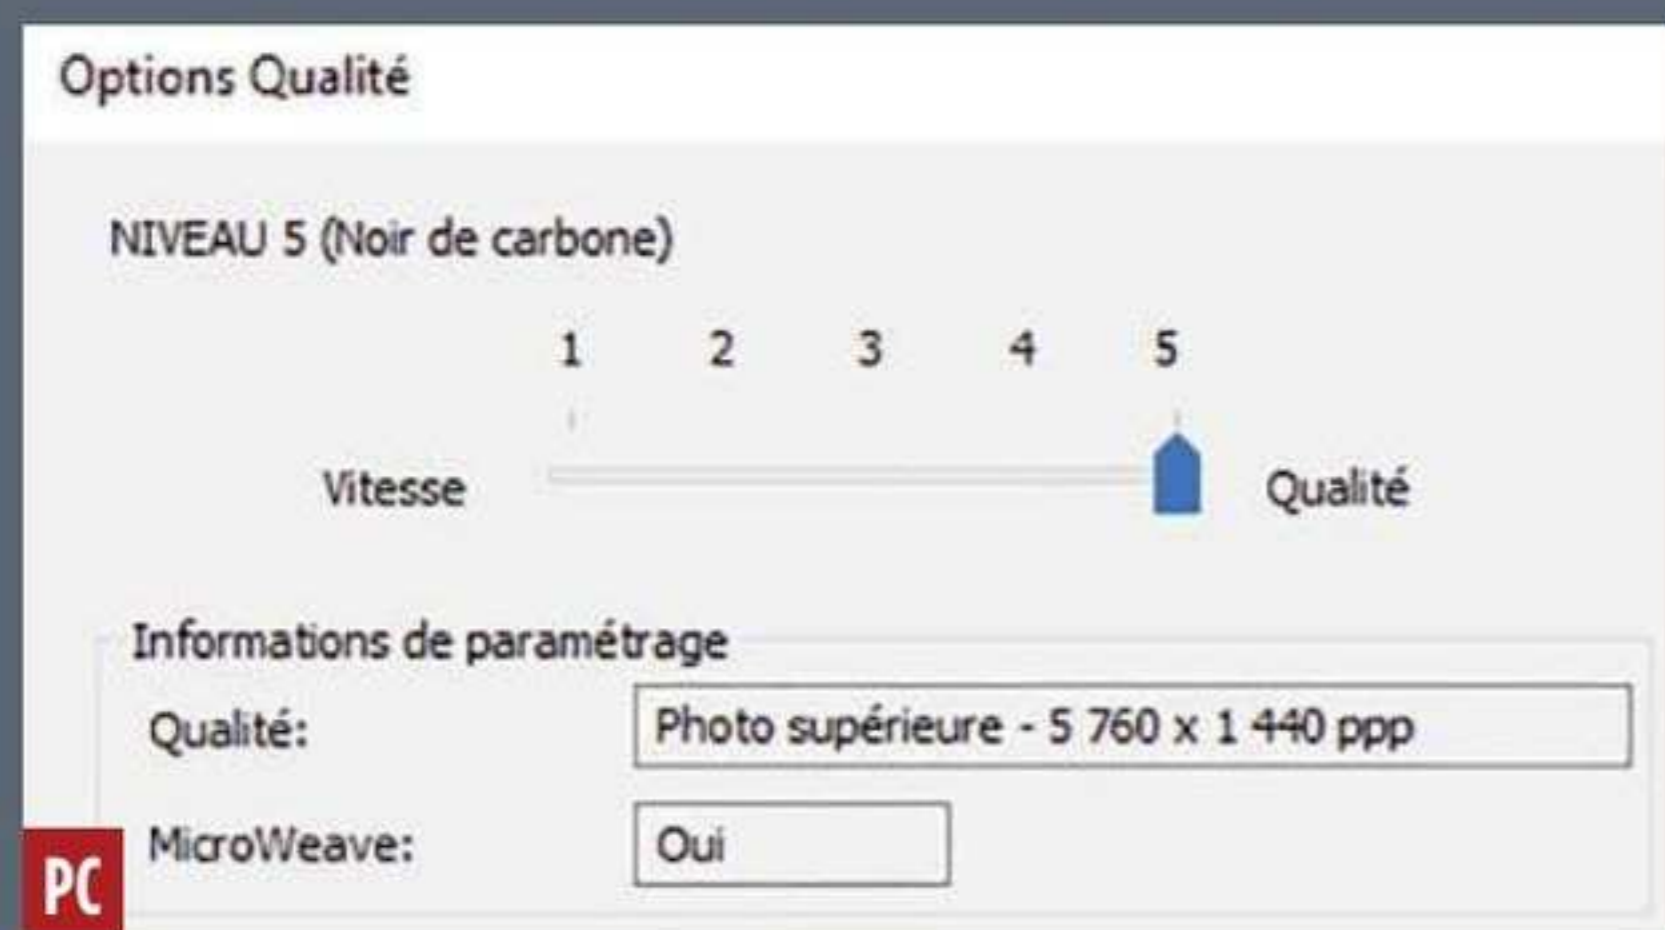 Options Qualité
NIVEAU 5 (Noir de carbone)
1 2 3 4 5
Vitesse Qualité
Informations de paramétrage
Qualité: Photo supérieure - 5 760 x 1 440 ppp
MicroWeave: Oui
PC